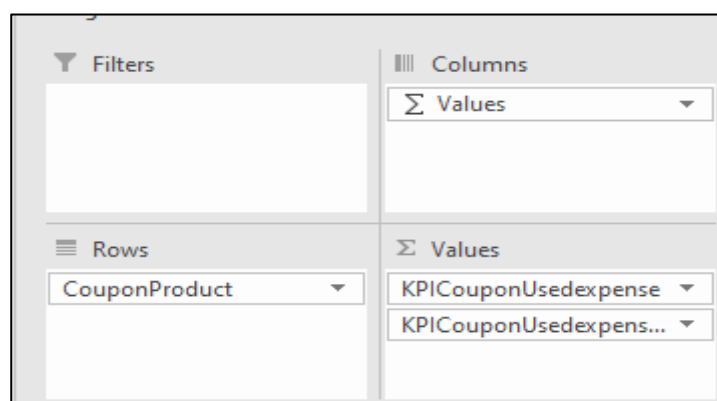 Filters
Columns
Σ Values
Rows
Σ Values
CouponProduct
KPICouponUsedexpense
KPICouponUsedexpens...